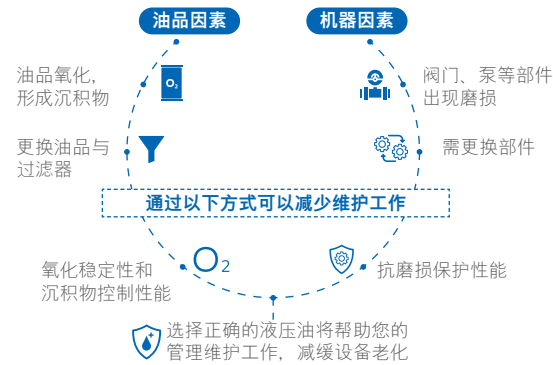 油品因素
机器因素
油品氧化，
形成沉积物
O₂
阀门、泵等部件
出现磨损
更换油品与
过滤器
需更换部件
通过以下方式可以减少维护工作
氧化稳定性和
沉积物控制性能
O₂
抗磨损保护性能
选择正确的液压油将帮助您的
管理维护工作，减缓设备老化